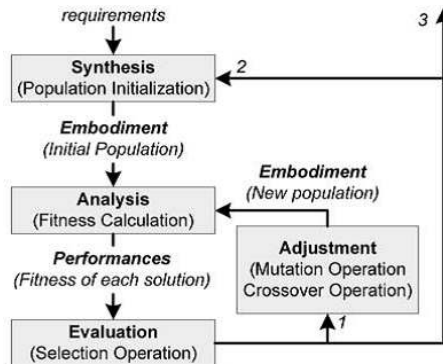 requirements
3
Synthesis
(Population Initialization)
2
Embodiment
(Initial Population)
Embodiment
(New population)
Analysis
(Fitness Calculation)
Adjustment
(Mutation Operation
Crossover Operation)
Performances
(Fitness of each solution)
Evaluation
(Selection Operation)
1